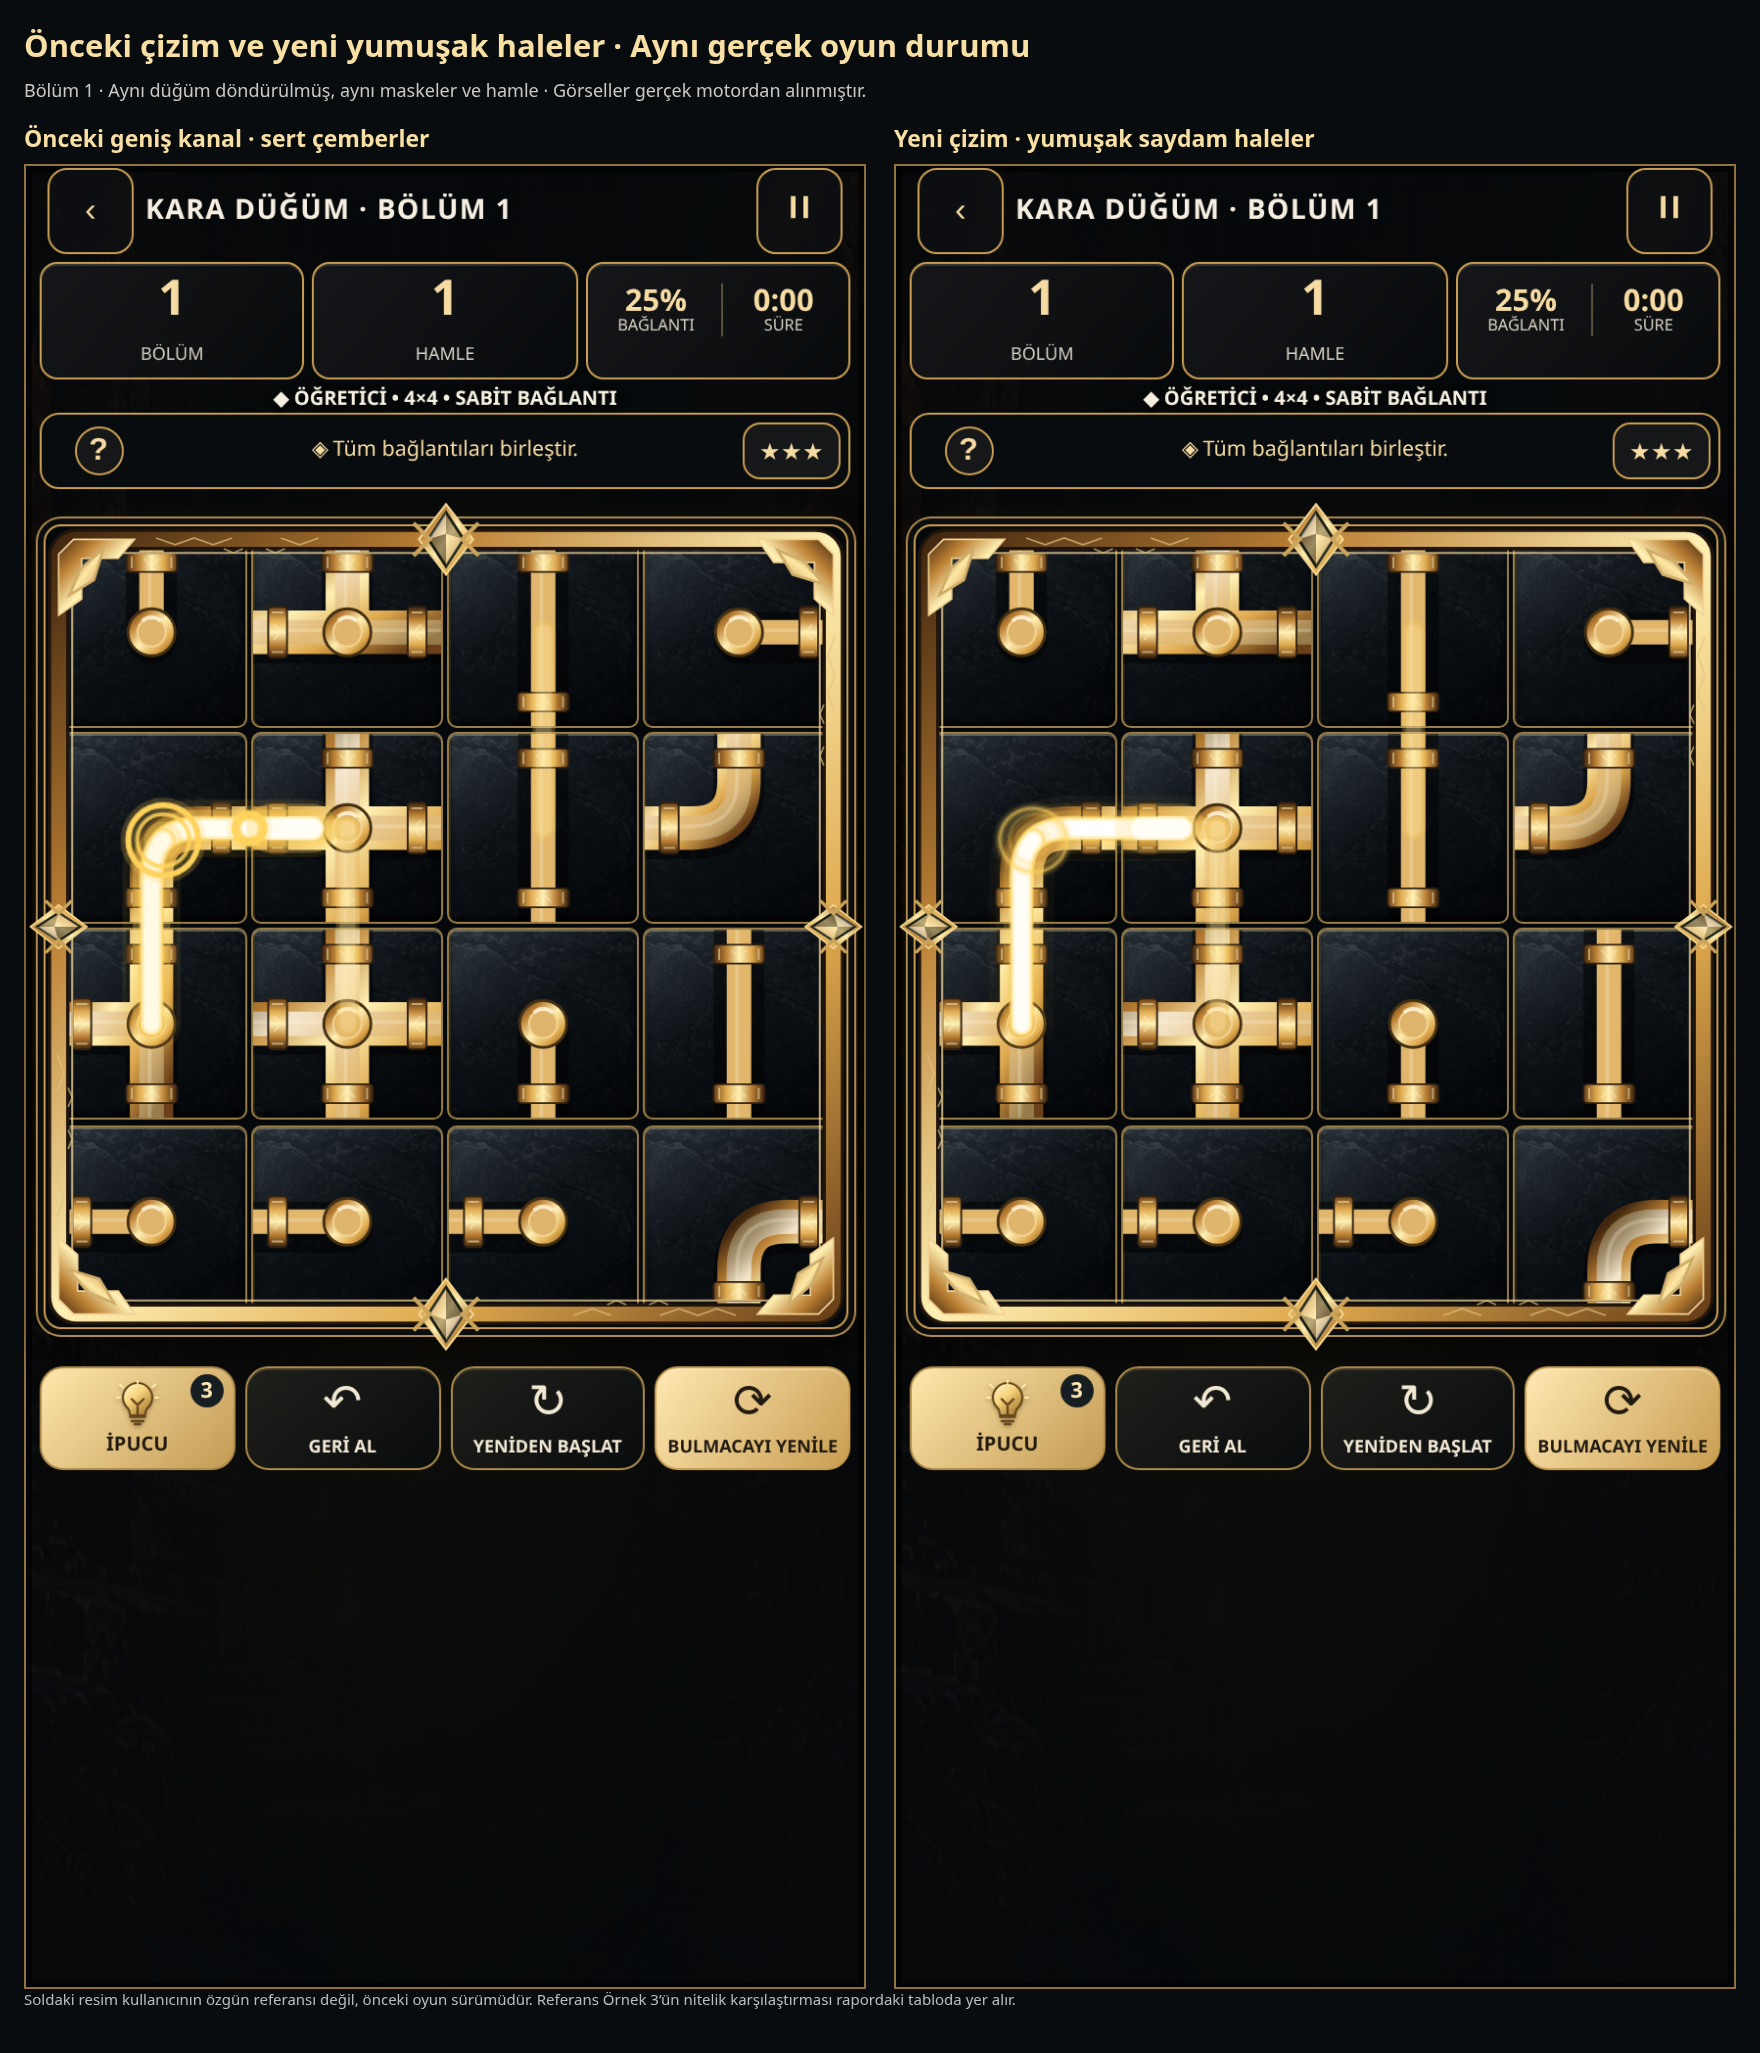 Önceki çizim ve yeni yumuşak haleler · Aynı gerçek oyun durumu
Bölüm 1 · Aynı düğüm döndürülmüş, aynı maskeler ve hamle · Görseller gerçek motordan alınmıştır.
Önceki geniş kanal · sert çemberler
‹ KARA DÜĞÜM · BÖLÜM 1
1
BÖLÜM
1
HAMLE
25%
BAĞLANTI
0:00
SÜRE
◆ ÖĞRETİCİ • 4×4 • SABİT BAĞLANTI
? ◈ Tüm bağlantıları birleştir. ★★★
3
İPUCU
GERİ AL
YENİDEN BAŞLAT
BULMACAYI YENİLE
Yeni çizim · yumuşak saydam haleler
‹ KARA DÜĞÜM · BÖLÜM 1
1
BÖLÜM
1
HAMLE
25%
BAĞLANTI
0:00
SÜRE
◆ ÖĞRETİCİ • 4×4 • SABİT BAĞLANTI
? ◈ Tüm bağlantıları birleştir. ★★★
3
İPUCU
GERİ AL
YENİDEN BAŞLAT
BULMACAYI YENİLE
Soldaki resim kullanıcının özgün referansı değil, önceki oyun sürümüdür. Referans Örnek 3’ün nitelik karşılaştırması rapordaki tabloda yer alır.